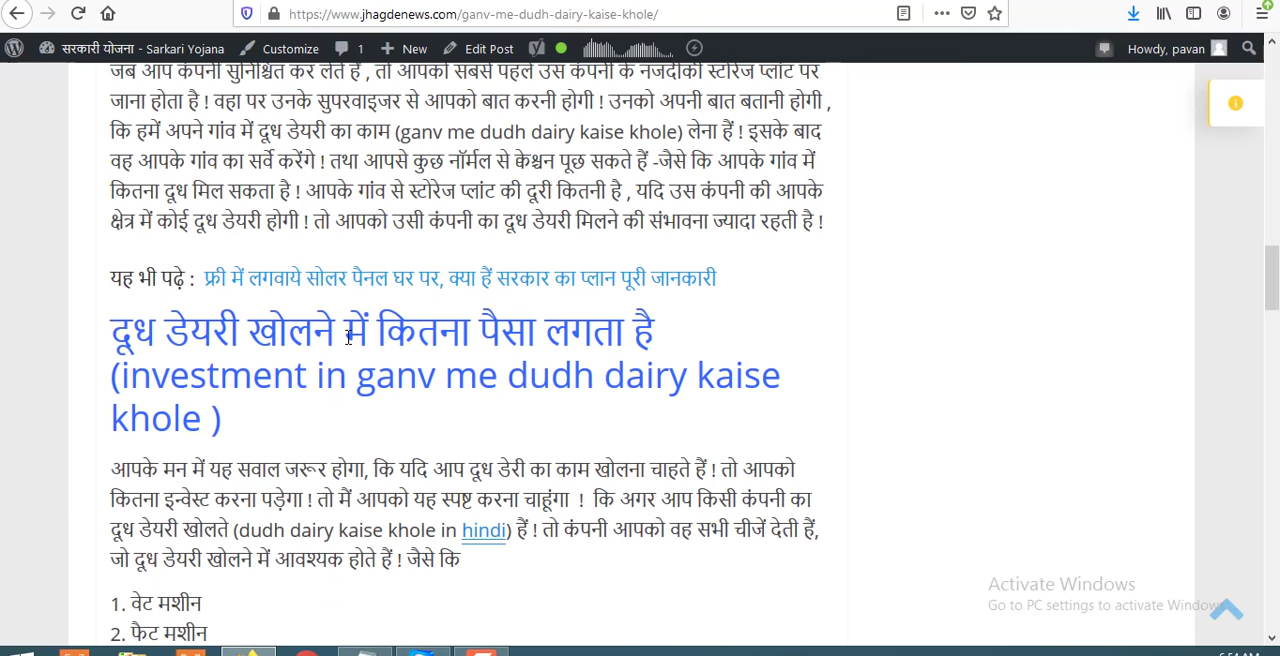 https://www.jhagdenews.com/ganv-me-dudh-dairy-kaise-khole/
सरकारी योजना - Sarkari Yojana Customize 1 New Edit Post Howdy, pavan
जब आप कंपनी सुनिश्चित कर लेते हैं , तो आपको सबसे पहले उस कंपनी के नजदीकी स्टोरेज प्लांट पर
जाना होता है ! वहा पर उनके सुपरवाइजर से आपको बात करनी होगी ! उनको अपनी बात बतानी होगी ,
कि हमें अपने गांव में दूध डेयरी का काम (ganv me dudh dairy kaise khole) लेना हैं ! इसके बाद
वह आपके गांव का सर्वे करेंगे ! तथा आपसे कुछ नॉर्मल से क्वेश्चन पूछ सकते हैं -जैसे कि आपके गांव में
कितना दूध मिल सकता है ! आपके गांव से स्टोरेज प्लांट की दूरी कितनी है , यदि उस कंपनी की आपके
क्षेत्र में कोई दूध डेयरी होगी ! तो आपको उसी कंपनी का दूध डेयरी मिलने की संभावना ज्यादा रहती है !
यह भी पढ़े : फ्री में लगवाये सोलर पैनल घर पर, क्या हैं सरकार का प्लान पूरी जानकारी
दूध डेयरी खोलने में कितना पैसा लगता है
(investment in ganv me dudh dairy kaise
khole )
आपके मन में यह सवाल जरूर होगा, कि यदि आप दूध डेरी का काम खोलना चाहते हैं ! तो आपको
कितना इन्वेस्ट करना पड़ेगा ! तो मैं आपको यह स्पष्ट करना चाहूंगा ! कि अगर आप किसी कंपनी का
दूध डेयरी खोलते (dudh dairy kaise khole in hindi) हैं ! तो कंपनी आपको वह सभी चीजें देती हैं,
जो दूध डेयरी खोलने में आवश्यक होते हैं ! जैसे कि
Activate Windows
Go to PC settings to activate Windows
1. वेट मशीन
2. फैट मशीन